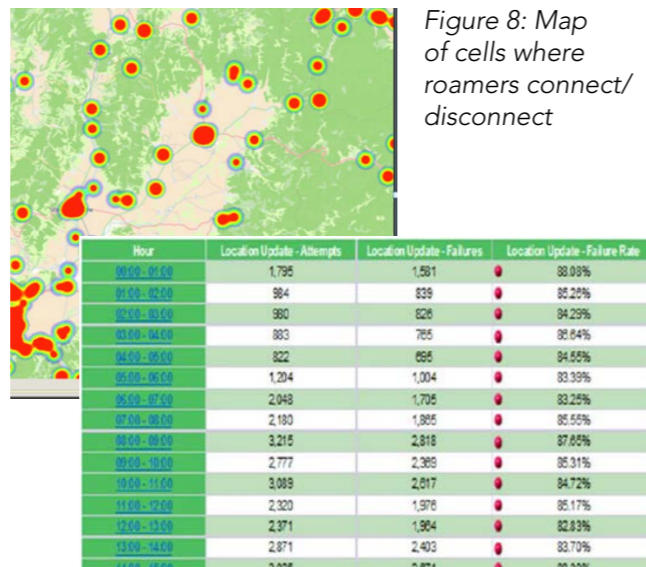 Figure 8: Map
of cells where
roamers connect/
disconnect
Hour Location Update - Attempts Location Update - Failures Location Update - Failure Rate
00:00 - 01:00 1,795 1,581 88.08%
01:00 - 02:00 984 839 85.26%
02:00 - 03:00 980 826 84.29%
03:00 - 04:00 883 765 86.64%
04:00 - 05:00 822 695 84.55%
05:00 - 06:00 1,204 1,004 83.39%
06:00 - 07:00 2,048 1,705 83.25%
07:00 - 08:00 2,180 1,865 85.55%
08:00 - 09:00 3,215 2,818 87.65%
09:00 - 10:00 2,777 2,369 85.31%
10:00 - 11:00 3,089 2,617 84.72%
11:00 - 12:00 2,320 1,976 85.17%
12:00 - 13:00 2,371 1,964 82.83%
13:00 - 14:00 2,871 2,403 83.70%